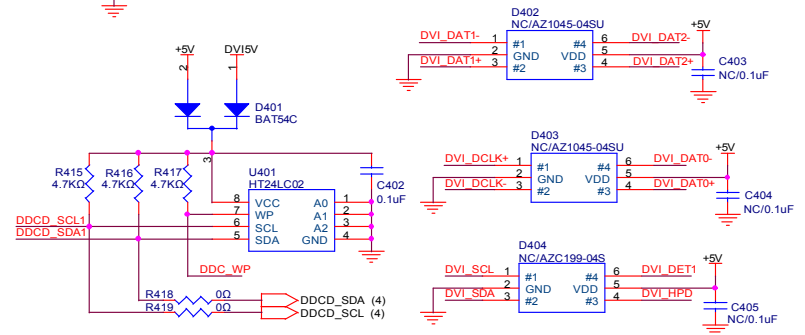 +5V
DVI5V
2
1
D401
BAT54C
3
R415
4.7KΩ
R416
4.7KΩ
R417
4.7KΩ
U401
HT24LC02
8 VCC A0 1
7 WP A1 2
6 SCL A2 3
5 SDA GND 4
C402
0.1uF
DDCD_SCL1
DDCD_SDA1
DDC_WP
R418 0Ω DDCD_SDA (4)
R419 0Ω DDCD_SCL (4)
D402
NC/AZ1045-04SU
+5V
DVI_DAT1- 1 #1 #4 6 DVI_DAT2-
2 GND VDD 5
DVI_DAT1+ 3 #2 #3 4 DVI_DAT2+
C403
NC/0.1uF
D403
NC/AZ1045-04SU
+5V
DVI_DCLK+ 1 #1 #4 6 DVI_DAT0-
2 GND VDD 5
DVI_DCLK- 3 #2 #3 4 DVI_DAT0+
C404
NC/0.1uF
D404
NC/AZC199-04S
+5V
DVI_SCL 1 #1 #4 6 DVI_DET1
2 GND VDD 5
DVI_SDA 3 #2 #3 4 DVI_HPD
C405
NC/0.1uF